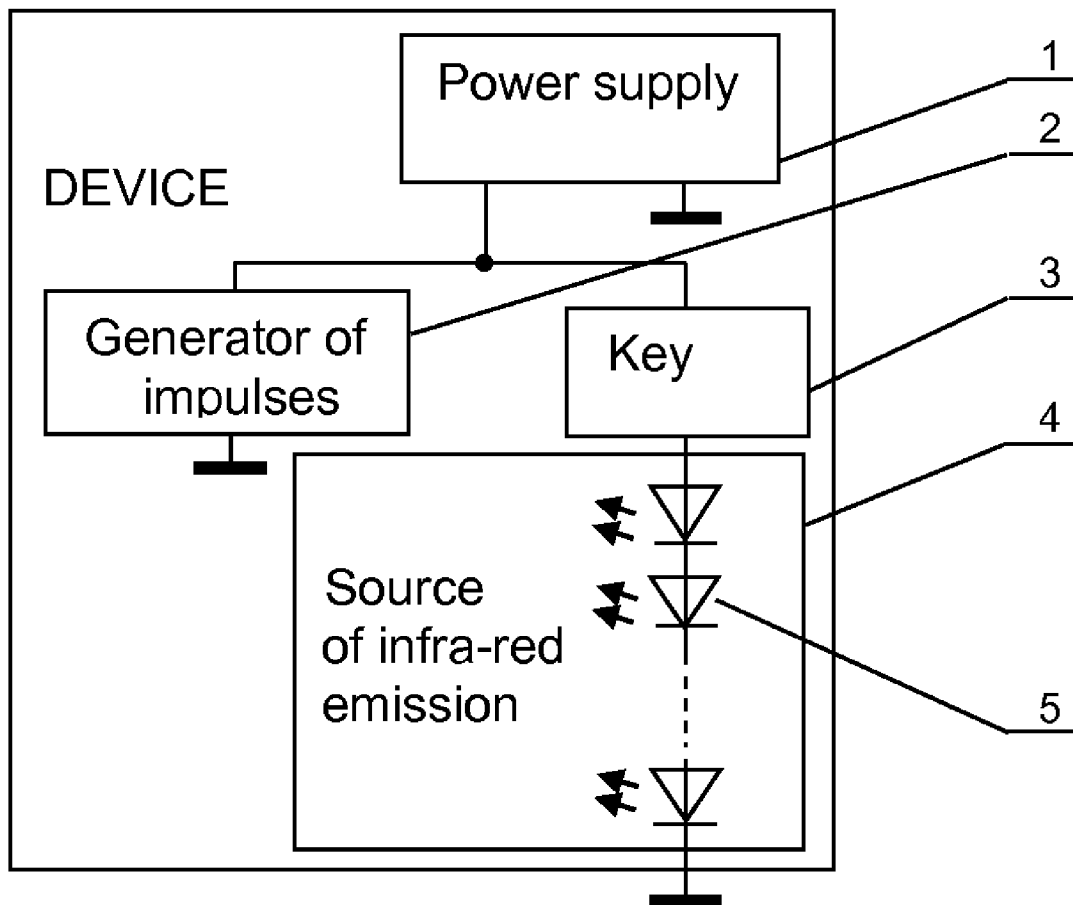 Power supply
1
2
DEVICE
3
Generator of
impulses
Key
4
Source
of infra-red
emission
5